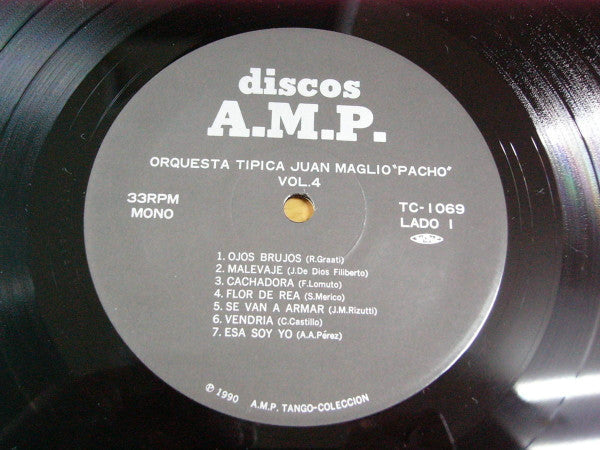 discos
A.M.P.
ORQUESTA TIPICA JUAN MAGLIO "PACHO"
VOL.4
33RPM
MONO
TC-1069
LADO 1
1. OJOS BRUJOS (R.Graati)
2. MALEVAJE (J.De Dios Filiberto)
3. CACHADORA (F.Lomuto)
4. FLOR DE REA (S.Merico)
5. SE VAN A ARMAR (J.M.Rizutti)
6. VENDRIA (C.Castillo)
7. ESA SOY YO (A.A.Pérez)
Ⓟ 1990 A.M.P. TANGO-COLECCION